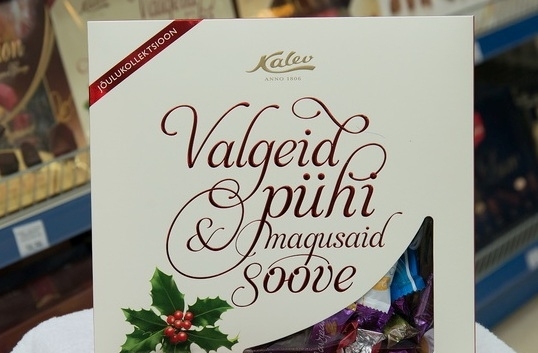 JÕULUKOLLEKTSIOON
Kalev
ANNO 1806
Valgeid
pühi
& magusaid
soove